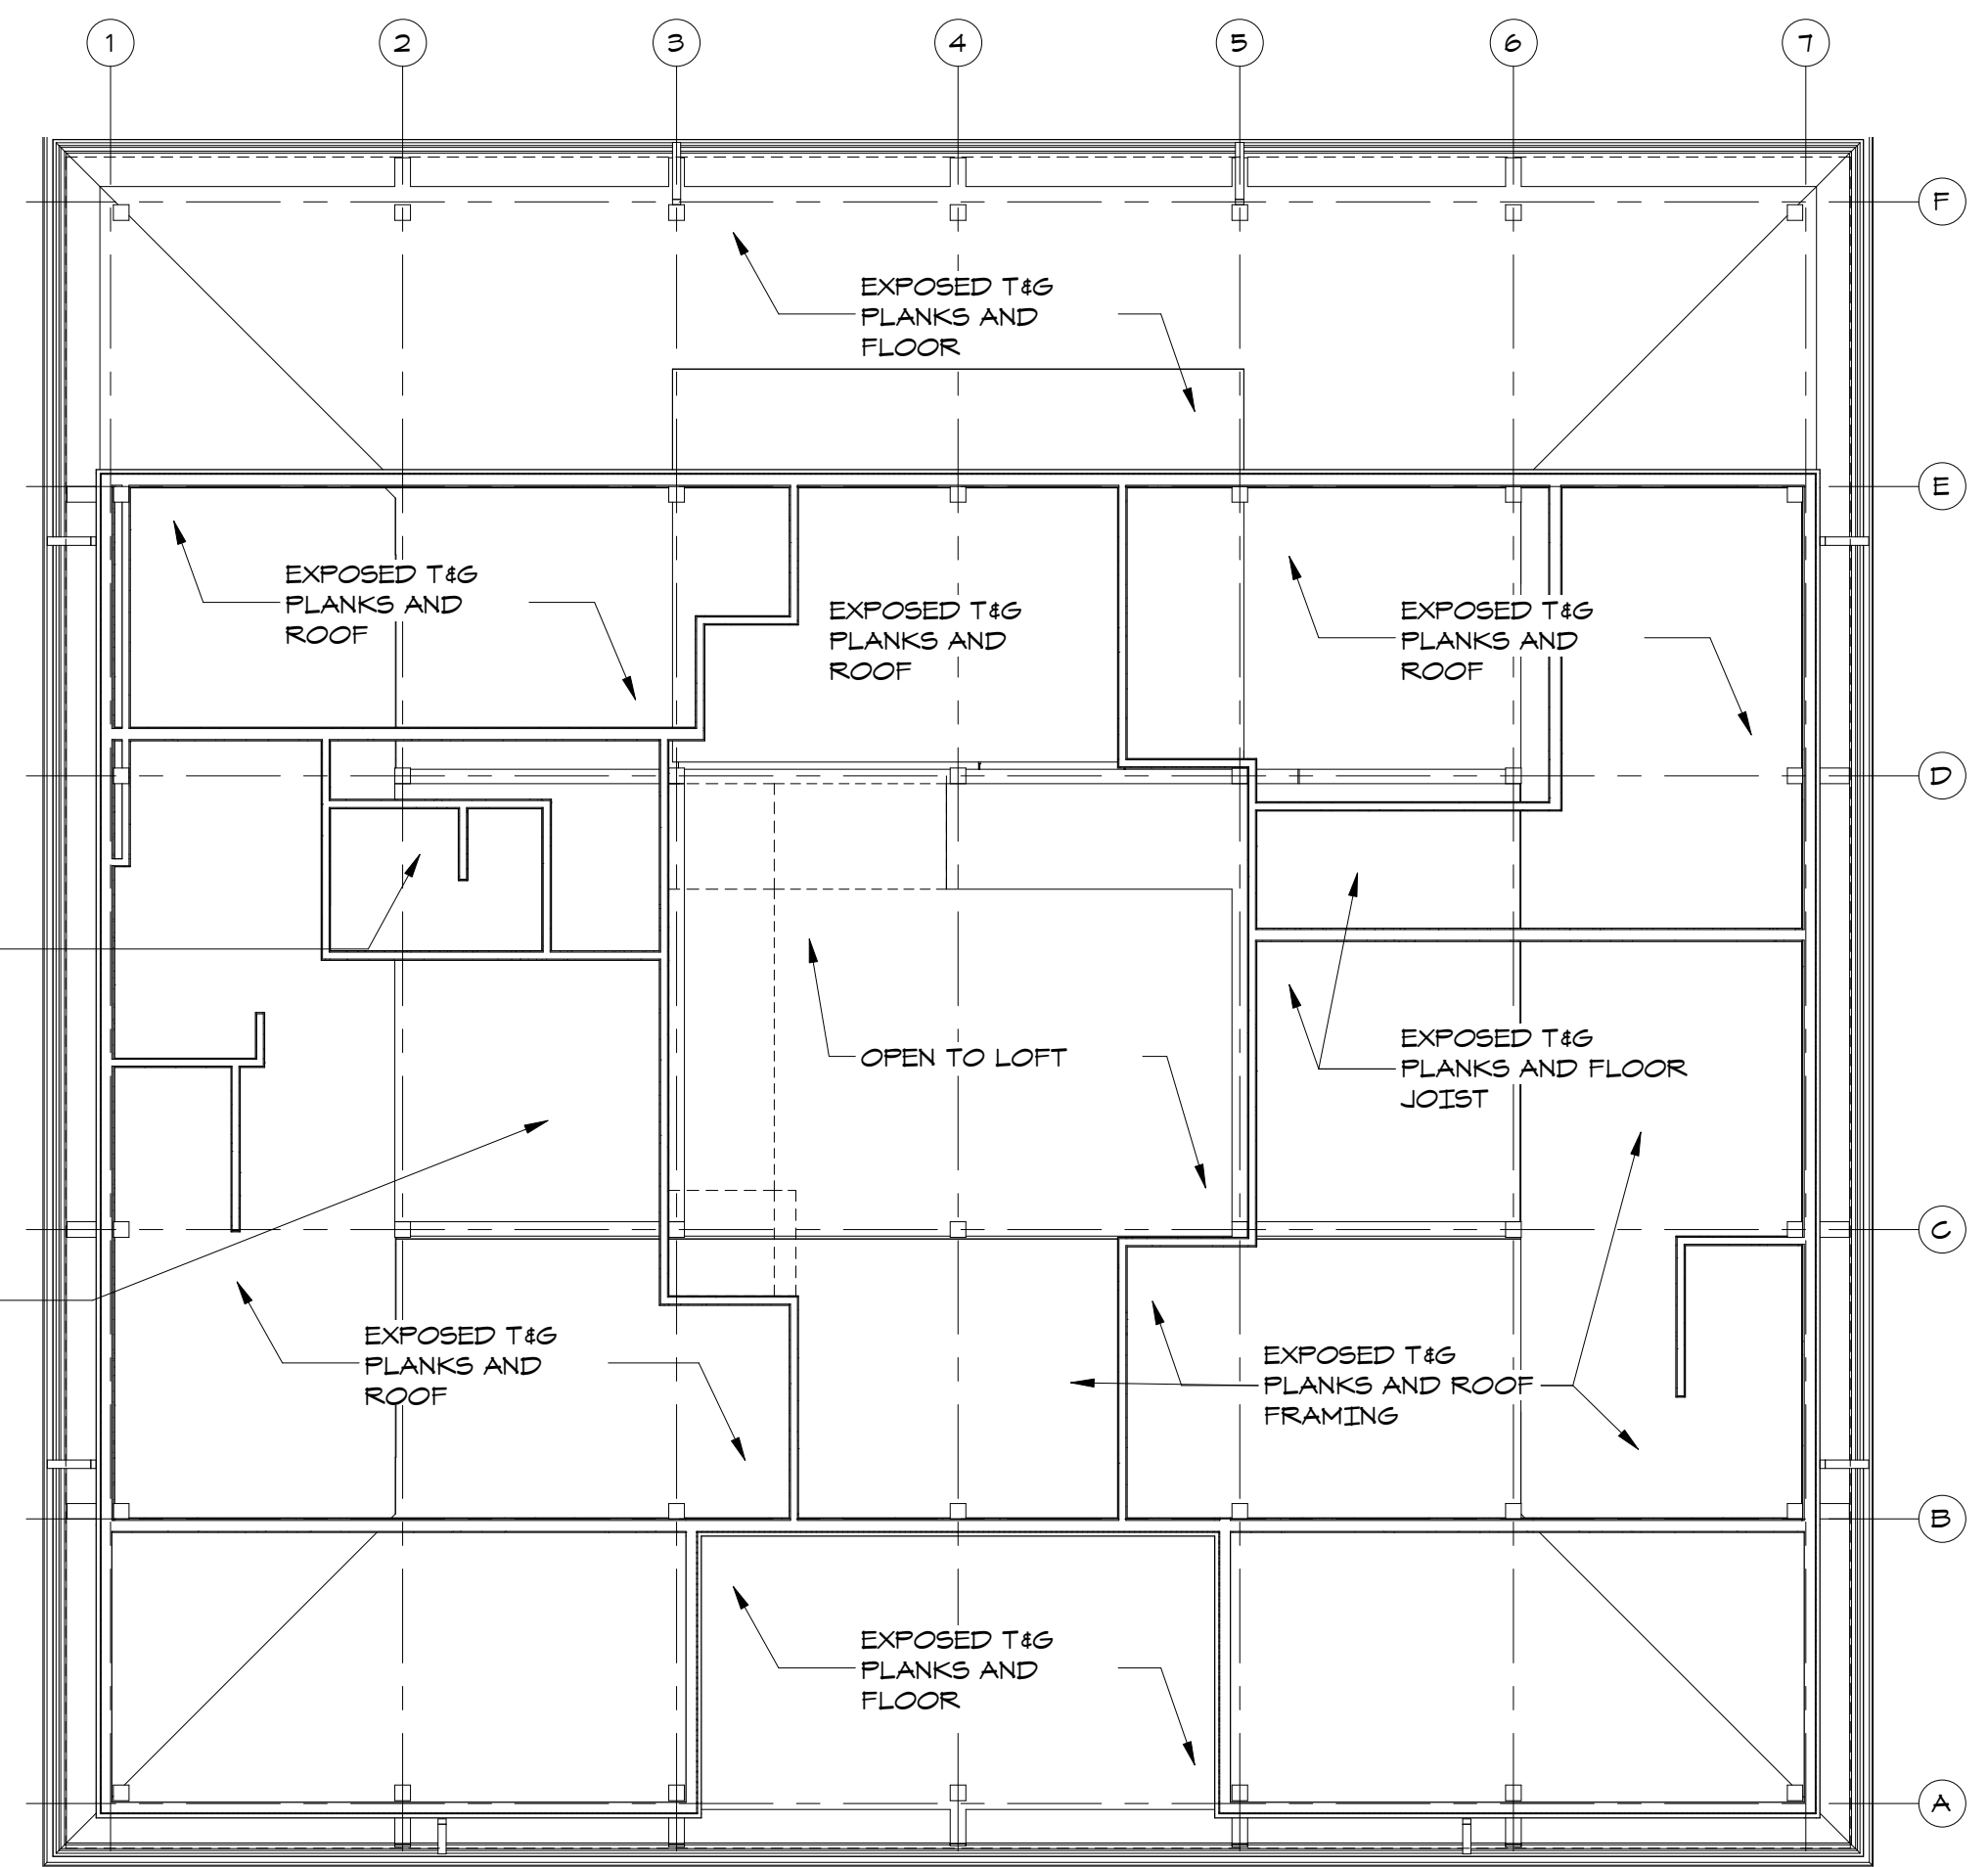 1
2
3
4
5
6
7
F
EXPOSED T&G
PLANKS AND
FLOOR
E
EXPOSED T&G
PLANKS AND
ROOF
EXPOSED T&G
PLANKS AND
ROOF
EXPOSED T&G
PLANKS AND
ROOF
D
OPEN TO LOFT
EXPOSED T&G
PLANKS AND FLOOR
JOIST
C
EXPOSED T&G
PLANKS AND
ROOF
EXPOSED T&G
PLANKS AND ROOF
FRAMING
B
EXPOSED T&G
PLANKS AND
FLOOR
A